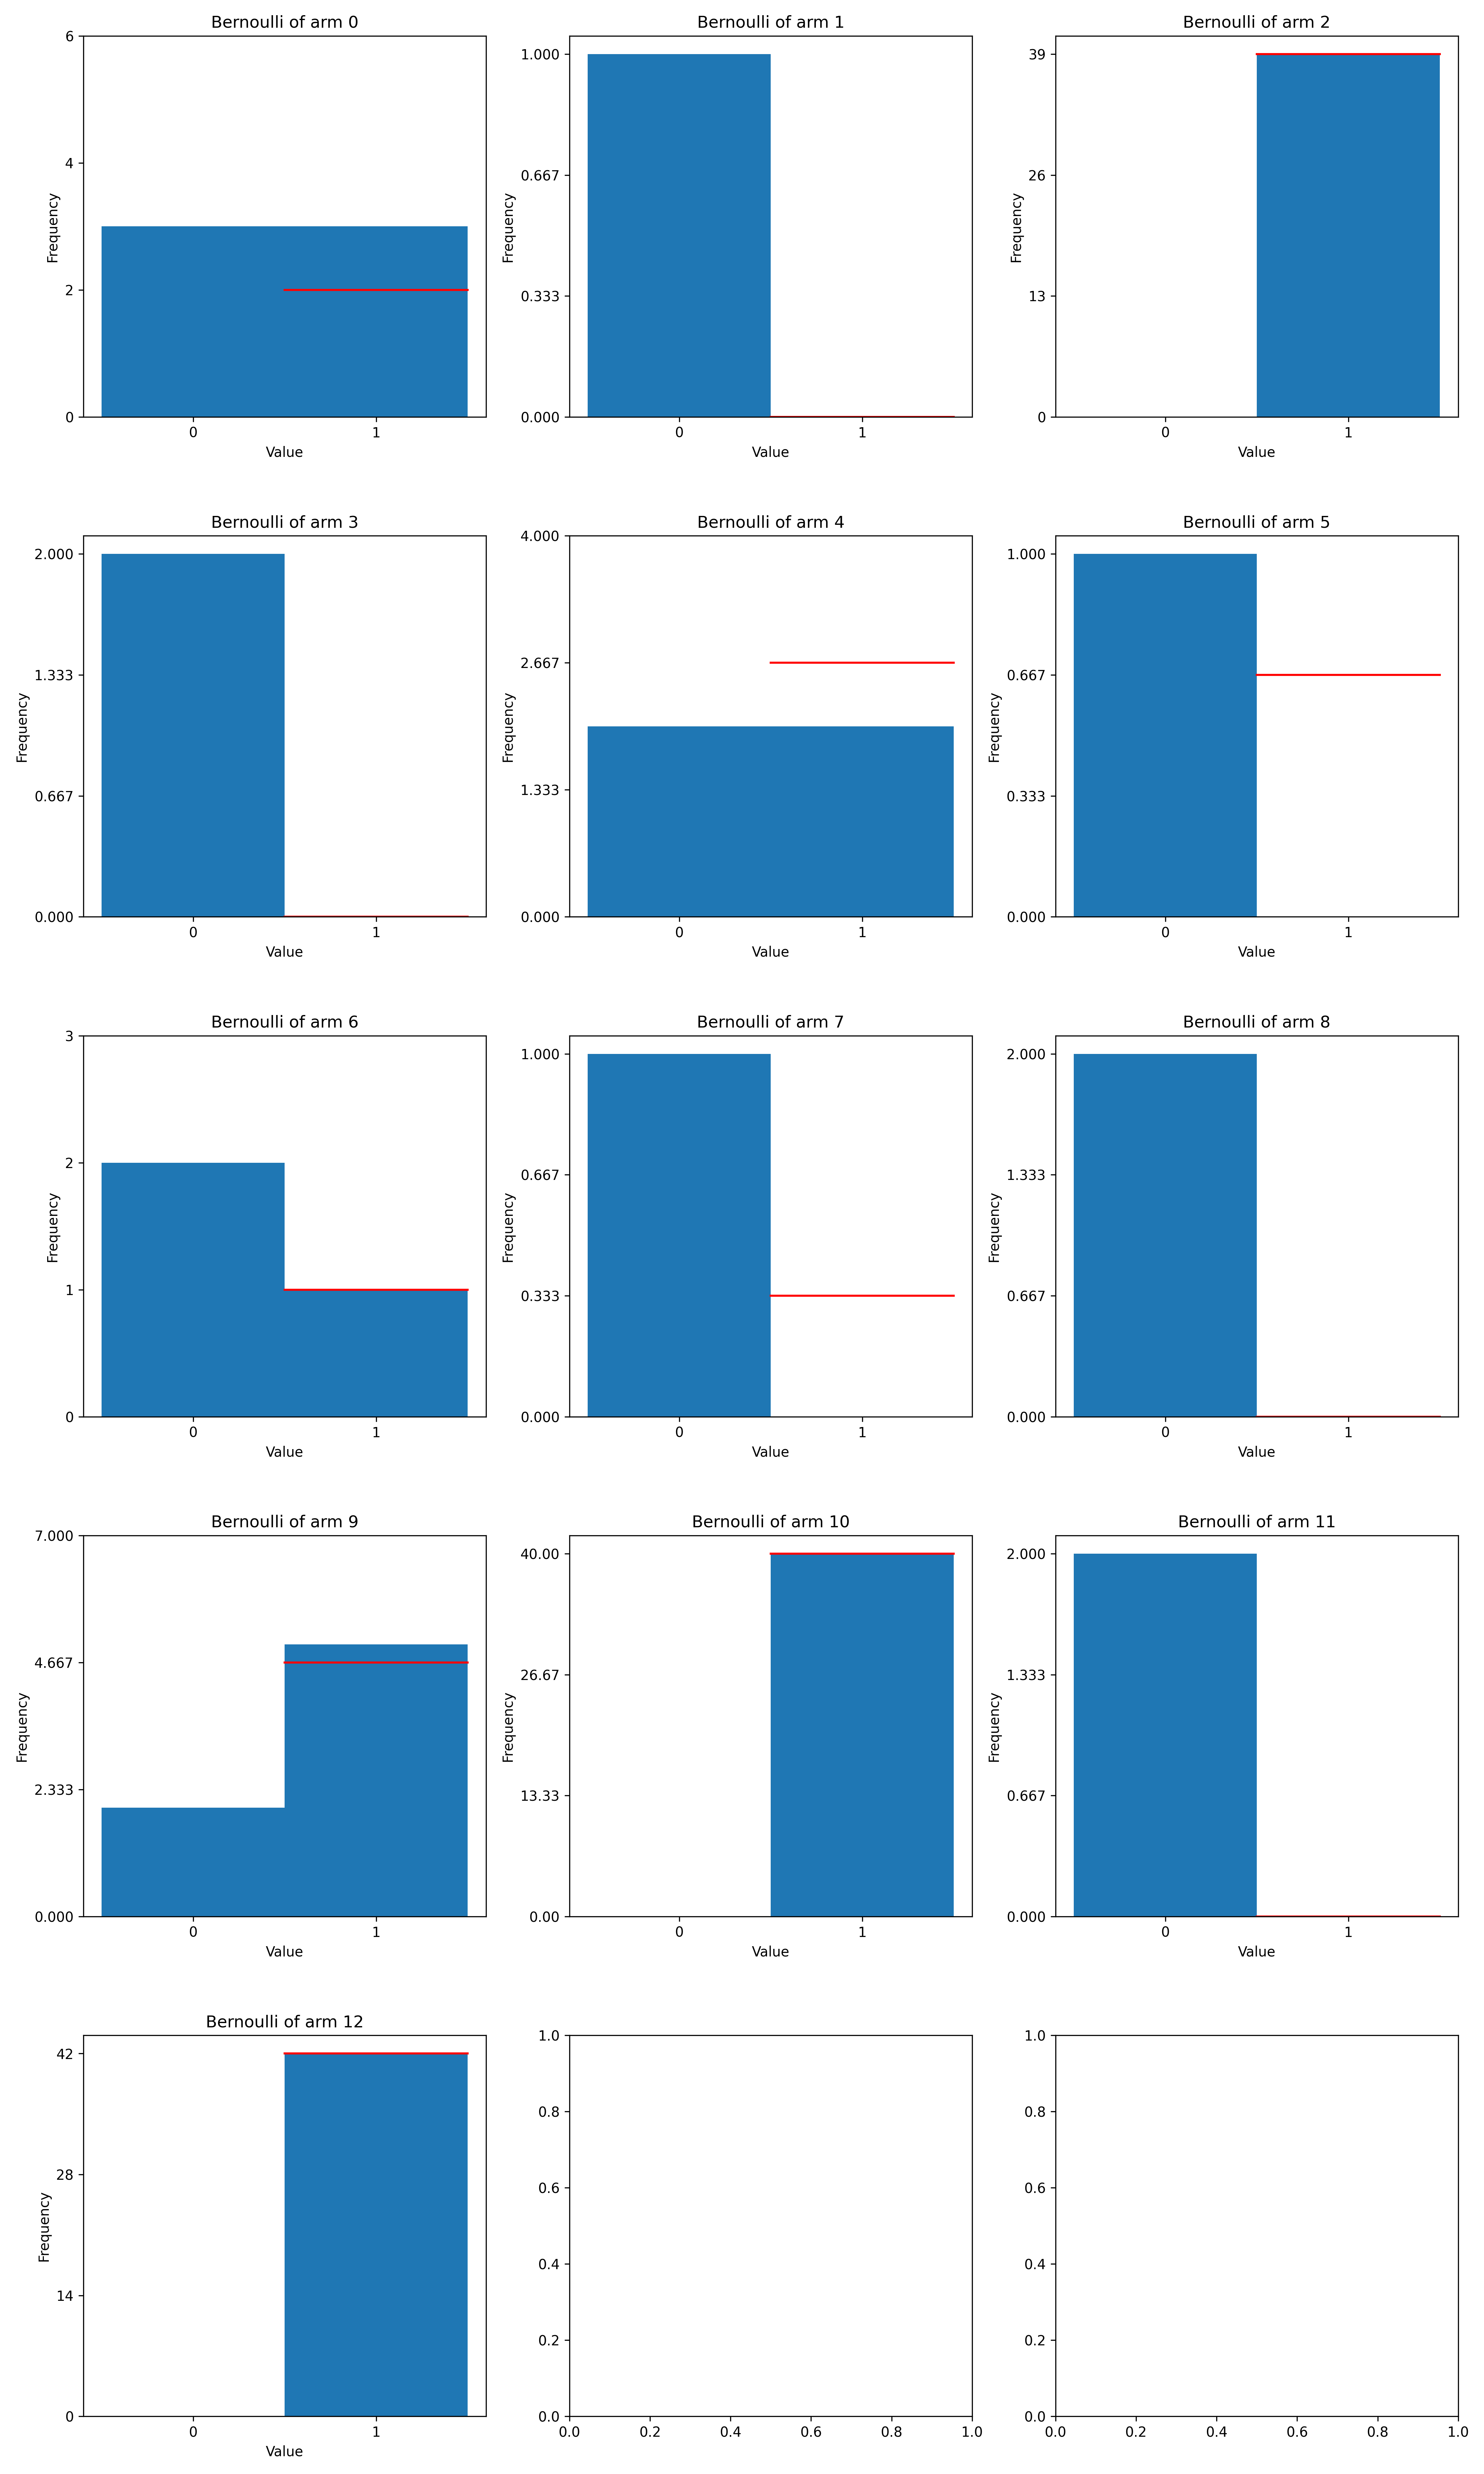 Bernoulli of arm 0
6
4
2
0
Frequency
0 1
Value
Bernoulli of arm 1
1.000
0.667
0.333
0.000
Frequency
0 1
Value
Bernoulli of arm 2
39
26
13
0
Frequency
0 1
Value
Bernoulli of arm 3
2.000
1.333
0.667
0.000
Frequency
0 1
Value
Bernoulli of arm 4
4.000
2.667
1.333
0.000
Frequency
0 1
Value
Bernoulli of arm 5
1.000
0.667
0.333
0.000
Frequency
0 1
Value
Bernoulli of arm 6
3
2
1
0
Frequency
0 1
Value
Bernoulli of arm 7
1.000
0.667
0.333
0.000
Frequency
0 1
Value
Bernoulli of arm 8
2.000
1.333
0.667
0.000
Frequency
0 1
Value
Bernoulli of arm 9
7.000
4.667
2.333
0.000
Frequency
0 1
Value
Bernoulli of arm 10
40.00
26.67
13.33
0.00
Frequency
0 1
Value
Bernoulli of arm 11
2.000
1.333
0.667
0.000
Frequency
0 1
Value
Bernoulli of arm 12
42
28
14
0
Frequency
0 1
Value
1.0
0.8
0.6
0.4
0.2
0.0
0.0 0.2 0.4 0.6 0.8 1.0
1.0
0.8
0.6
0.4
0.2
0.0
0.0 0.2 0.4 0.6 0.8 1.0